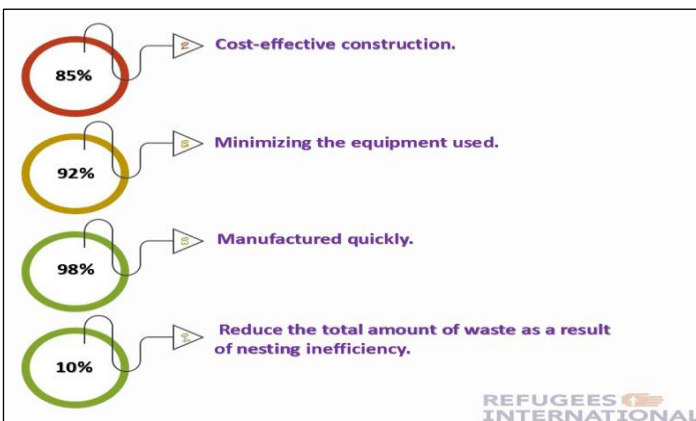 85%
Cost-effective construction.
92%
Minimizing the equipment used.
98%
Manufactured quickly.
10%
Reduce the total amount of waste as a result
of nesting inefficiency.
REFUGEES
INTERNATIONAL